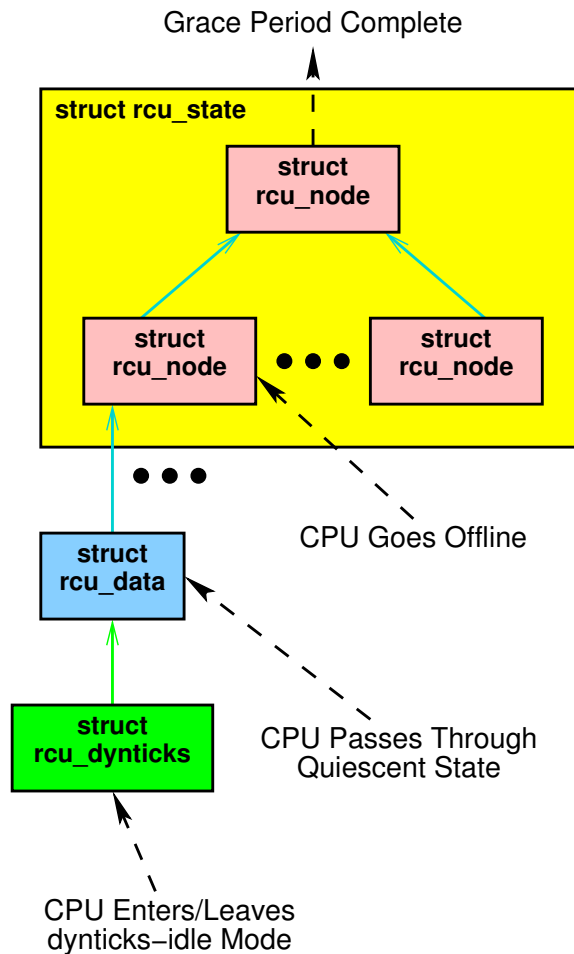 Grace Period Complete
struct rcu_state
struct
rcu_node
struct
rcu_node
struct
rcu_node
CPU Goes Offline
struct
rcu_data
struct
rcu_dynticks
CPU Passes Through
Quiescent State
CPU Enters/Leaves
dynticks−idle Mode